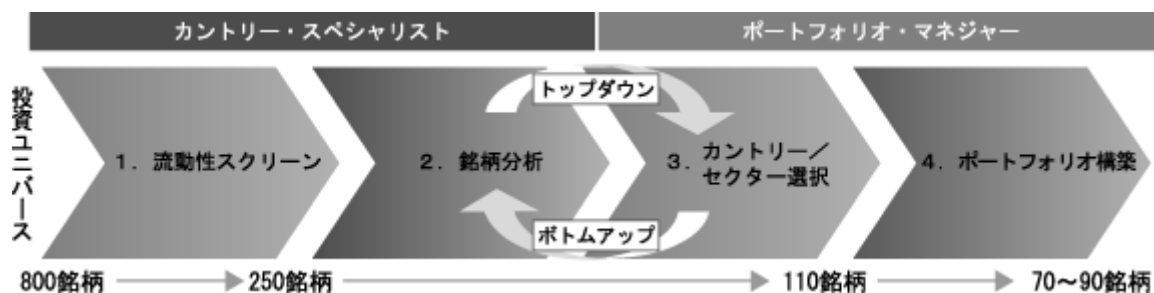 カントリー・スペシャリスト
ポートフォリオ・マネジャー
投資ユニバース
1．流動性スクリーン
2．銘柄分析
トップダウン
ボトムアップ
3．カントリー／
セクター選択
4．ポートフォリオ構築
800銘柄
250銘柄
110銘柄
70～90銘柄